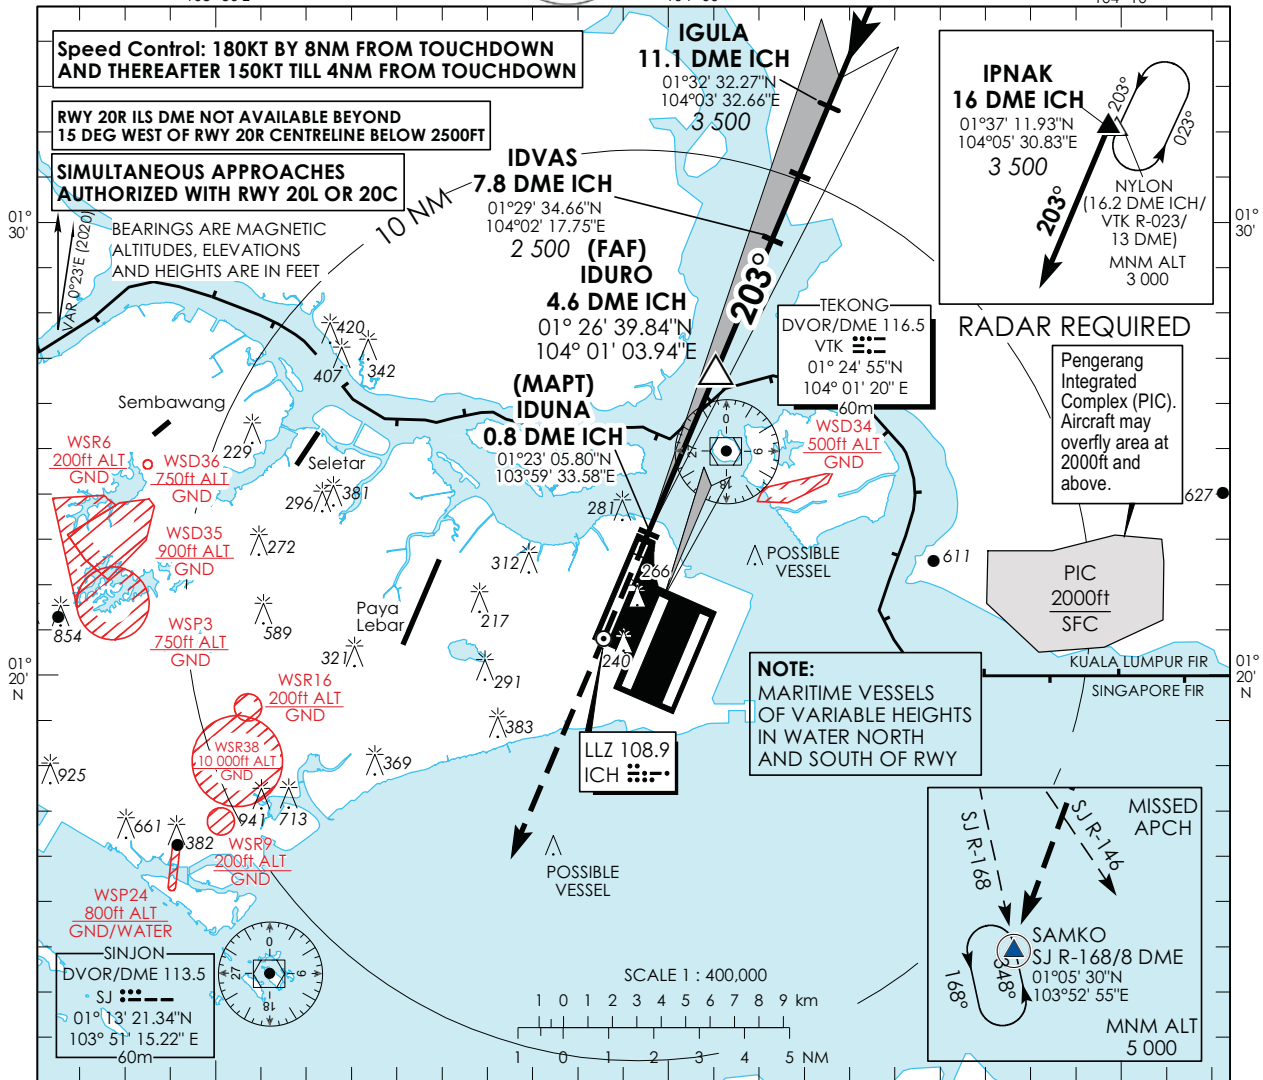 Speed Control: 180KT BY 8NM FROM TOUCHDOWN
AND THEREAFTER 150KT TILL 4NM FROM TOUCHDOWN
RWY 20R ILS DME NOT AVAILABLE BEYOND
15 DEG WEST OF RWY 20R CENTRELINE BELOW 2500FT
SIMULTANEOUS APPROACHES
AUTHORIZED WITH RWY 20L OR 20C
BEARINGS ARE MAGNETIC
ALTITUDES, ELEVATIONS
AND HEIGHTS ARE IN FEET
VAR 0°23'E (2020)
01°
30'
10 NM
IGULA
11.1 DME ICH
01°32' 32.27"N
104°03' 32.66"E
3 500
IDVAS
7.8 DME ICH
01°29' 34.66"N
104°02' 17.75"E
2 500
(FAF)
IDURO
4.6 DME ICH
01° 26' 39.84"N
104° 01' 03.94"E
(MAPT)
IDUNA
0.8 DME ICH
01°23' 05.80"N
103°59' 33.58"E
203°
IPNAK
16 DME ICH
01°37' 11.93"N
104°05' 30.83"E
3 500
203°
023°
203°
NYLON
(16.2 DME ICH/
VTK R-023/
13 DME)
MNM ALT
3 000
01°
30'
RADAR REQUIRED
TEKONG
DVOR/DME 116.5
VTK
01° 24' 55"N
104° 01' 20" E
60m
Pengerang
Integrated
Complex (PIC).
Aircraft may
overfly area at
2000ft and
above.
WSD34
500ft ALT
GND
0
9
18
27
420
407
342
Sembawang
229
Seletar
296
381
WSR6
200ft ALT
GND
WSD36
750ft ALT
GND
WSD35
900ft ALT
GND
272
312
281
266
POSSIBLE
VESSEL
611
627
PIC
2000ft
SFC
854
WSP3
750ft ALT
GND
589
Paya
Lebar
217
321
291
240
KUALA LUMPUR FIR
SINGAPORE FIR
01°
20'
N
01°
20'
N
WSR16
200ft ALT
GND
383
NOTE:
MARITIME VESSELS
OF VARIABLE HEIGHTS
IN WATER NORTH
AND SOUTH OF RWY
WSR38
10 000ft ALT
GND
LLZ 108.9
ICH
925
369
941
713
661
382
WSR9
200ft ALT
GND
POSSIBLE
VESSEL
WSP24
800ft ALT
GND/WATER
SINJON
DVOR/DME 113.5
SJ
01° 13' 21.34"N
103° 51' 15.22" E
60m
0
9
18
27
SCALE 1 : 400,000
1 0 1 2 3 4 5 6 7 8 9 km
1 0 1 2 3 4 5 NM
MISSED
APCH
SJ R-168
SJ R-146
SAMKO
SJ R-168/8 DME
01°05' 30"N
103°52' 55"E
168°
348°
MNM ALT
5 000